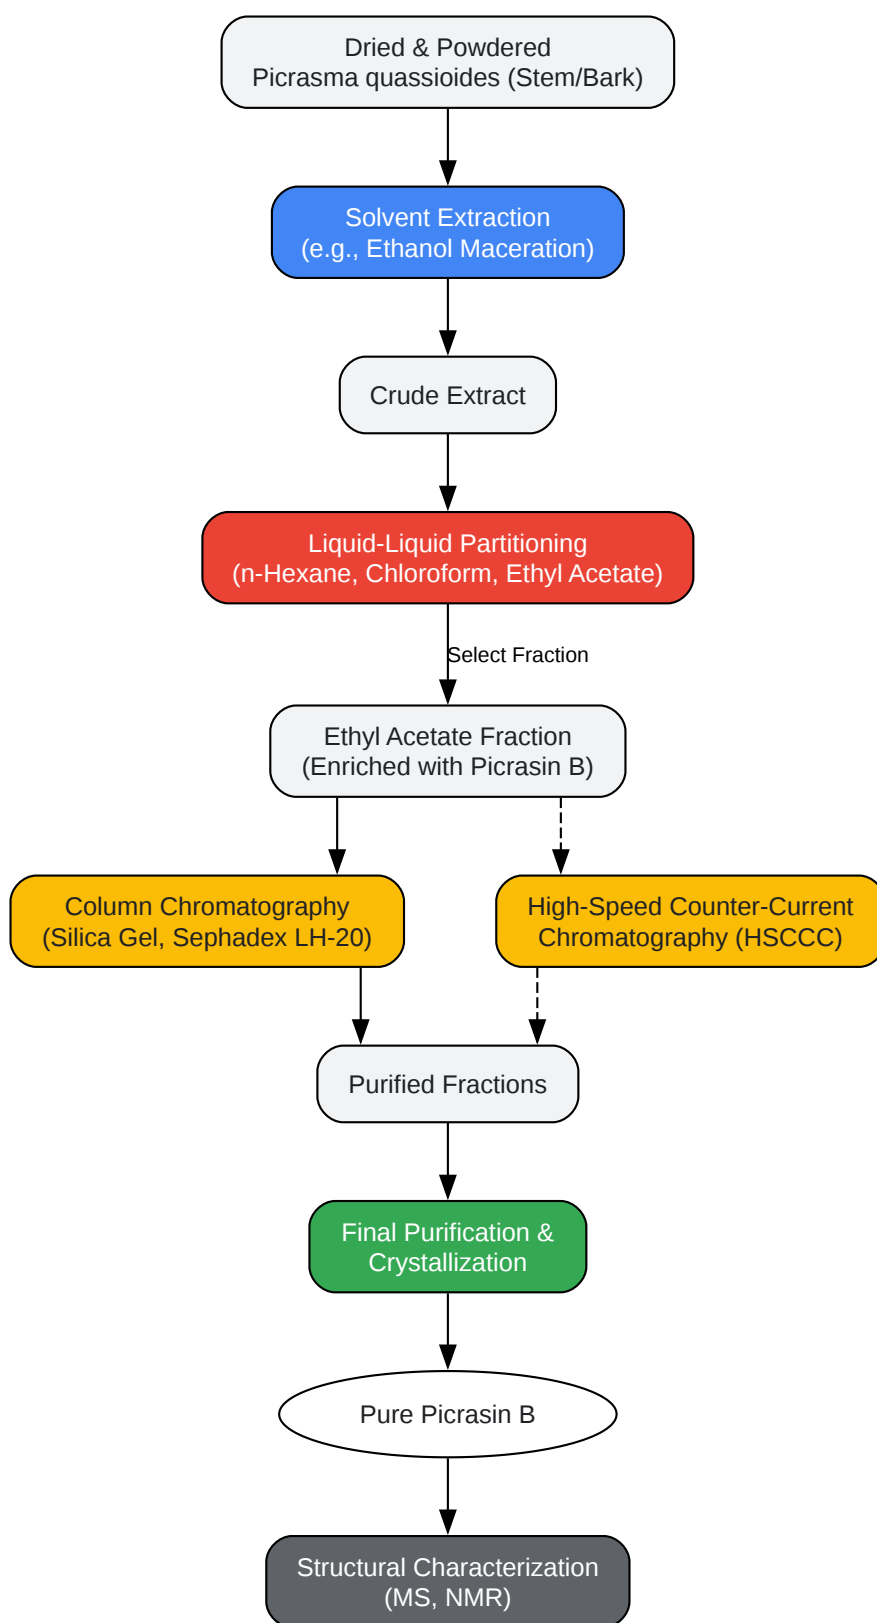 Dried & Powdered
Picrasma quassioides (Stem/Bark)
Solvent Extraction
(e.g., Ethanol Maceration)
Crude Extract
Liquid-Liquid Partitioning
(n-Hexane, Chloroform, Ethyl Acetate)
Select Fraction
Ethyl Acetate Fraction
(Enriched with Picrasin B)
Column Chromatography
(Silica Gel, Sephadex LH-20)
High-Speed Counter-Current
Chromatography (HSCCC)
Purified Fractions
Final Purification &
Crystallization
Pure Picrasin B
Structural Characterization
(MS, NMR)